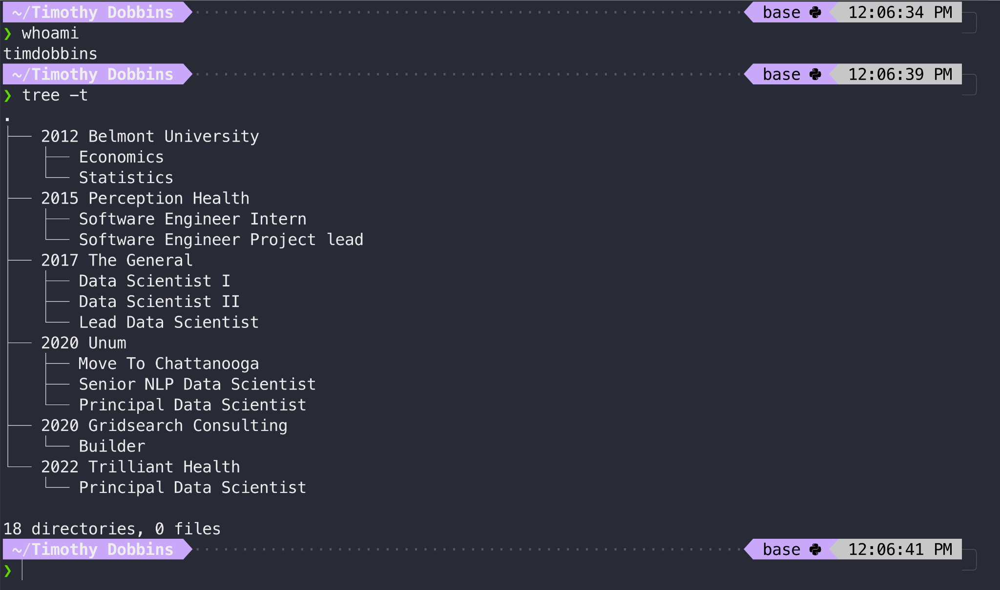 ~/Timothy Dobbins base 12:06:34 PM
❯ whoami
timdobbins
~/Timothy Dobbins base 12:06:39 PM
❯ tree -t
.
├── 2012 Belmont University
│   ├── Economics
│   └── Statistics
├── 2015 Perception Health
│   ├── Software Engineer Intern
│   └── Software Engineer Project lead
├── 2017 The General
│   ├── Data Scientist I
│   ├── Data Scientist II
│   └── Lead Data Scientist
├── 2020 Unum
│   ├── Move To Chattanooga
│   ├── Senior NLP Data Scientist
│   └── Principal Data Scientist
├── 2020 Gridsearch Consulting
│   └── Builder
└── 2022 Trilliant Health
    └── Principal Data Scientist
18 directories, 0 files
~/Timothy Dobbins base 12:06:41 PM
❯